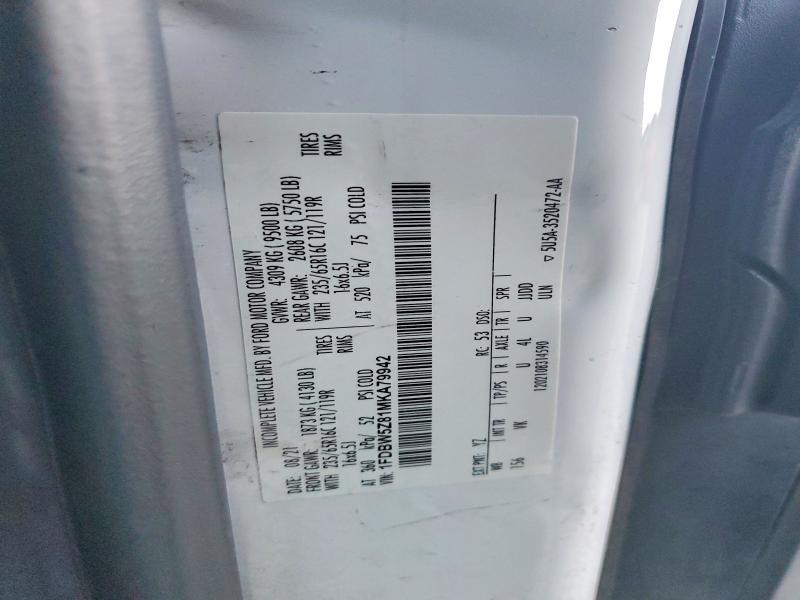 INCOMPLETE VEHICLE MFD. BY FORD MOTOR COMPANY
DATE: 08/21 GVWR: 4309 KG ( 9500 LB)
FRONT GAWR: 1873 KG ( 4130 LB) REAR GAWR: 2608 KG ( 5750 LB)
WITH 235/65R16C 121/119R TIRES WITH 235/65R16C 121/119R TIRES
16x6.5J RIMS 16x6.5J RIMS
AT 360 kPa/ 52 PSI COLD AT 520 kPa/ 75 PSI COLD
VIN: 1FDBW5Z81MKA79942
EXT PNT: YZ RC: 53 DSO:
WB INT TR TP/PS R AXLE TR SPR
156 VK U 4L U JJDD
1202108314590 ULN
▽ 5U5A-3520472-AA